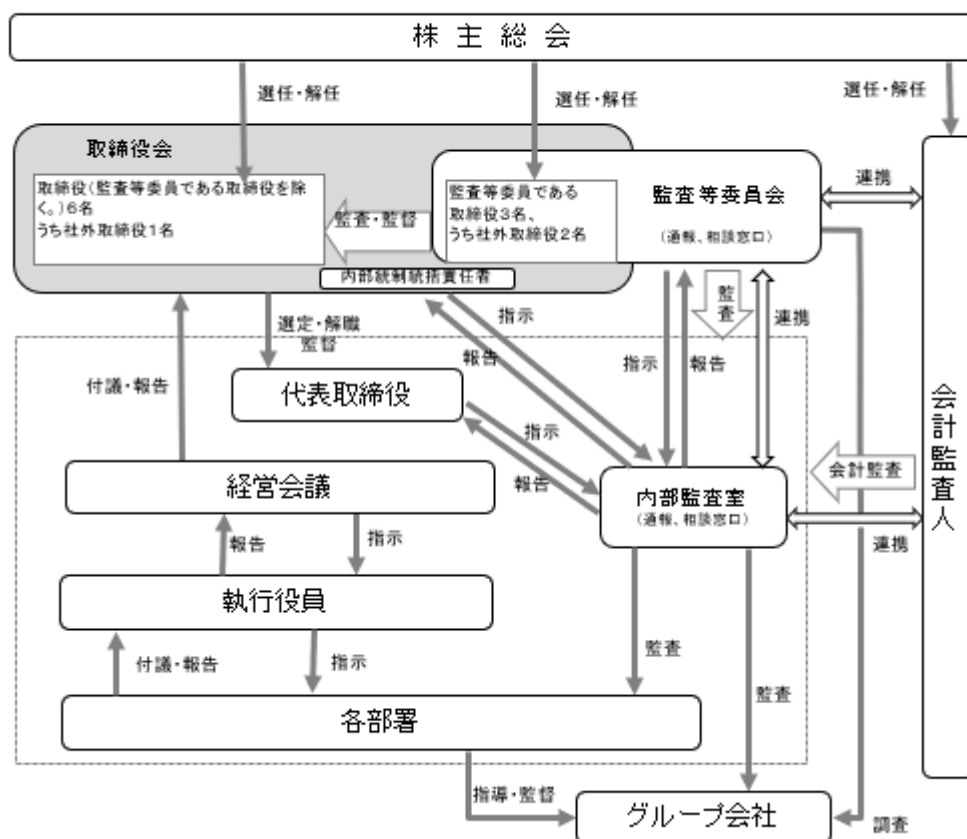 株主総会
選任・解任
選任・解任
選任・解任
取締役会
取締役(監査等委員である取締役を除
く。)6名
うち社外取締役1名
監査・監督
監査等委員である
取締役3名、
うち社外取締役2名
監査等委員会
(通報、相談窓口)
連携
内部統制統括責任者
選定・解職
監督
指示
報告
指示
報告
監査
連携
付議・報告
代表取締役
指示
報告
会計監査人
会計監査
経営会議
内部監査室
(通報、相談窓口)
連携
報告
指示
執行役員
付議・報告
指示
監査
監査
各部署
指導・監督
グループ会社
調査